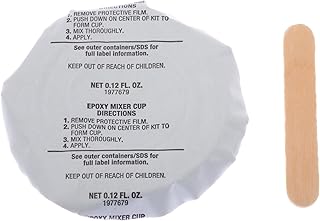 1. REMOVE PROTECTIVE FILM.
2. PUSH DOWN ON CENTER OF KIT TO
FORM CUP.
3. MIX THOROUGHLY.
4. APPLY.
See outer containers/SDS for
full label information.
KEEP OUT OF REACH OF CHILDREN.
NET 0.12 FL. OZ.
1977679
EPOXY MIXER CUP
DIRECTIONS
1. REMOVE PROTECTIVE FILM.
2. PUSH DOWN ON CENTER OF KIT TO
FORM CUP.
3. MIX THOROUGHLY.
4. APPLY.
See outer containers/SDS for
full label information.
KEEP OUT OF REACH OF CHILDREN.
NET 0.12 FL. OZ.
1977679
EPOXY MIXER CUP